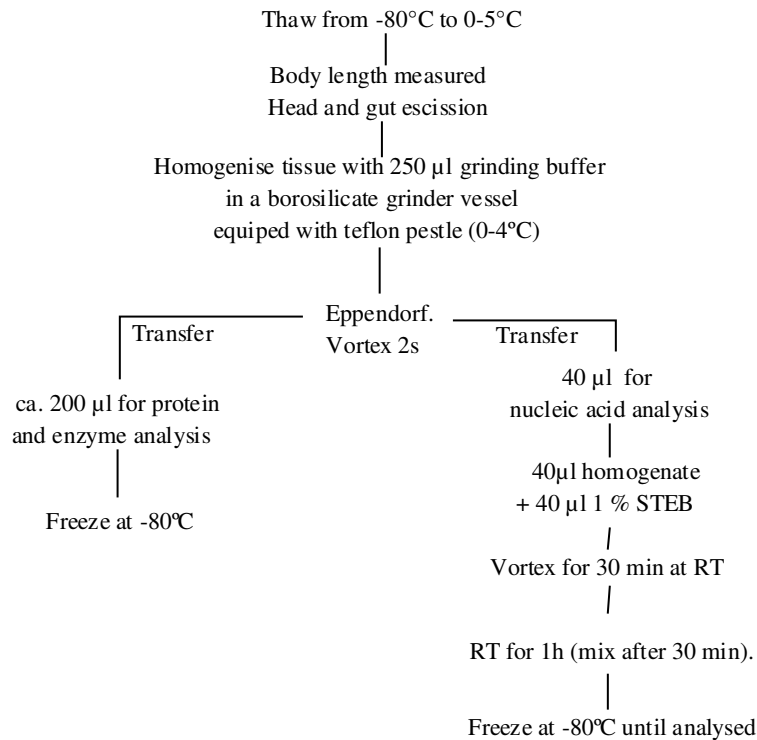 Thaw from -80°C to 0-5°C
Body length measured
Head and gut escission
Homogenise tissue with 250 µl grinding buffer
in a borosilicate grinder vessel
equiped with teflon pestle (0-4ºC)
Eppendorf.
Vortex 2s
Transfer
ca. 200 µl for protein
and enzyme analysis
Freeze at -80ºC
Transfer
40 µl for
nucleic acid analysis
40µl homogenate
+ 40 µl 1 % STEB
Vortex for 30 min at RT
RT for 1h (mix after 30 min).
Freeze at -80ºC until analysed